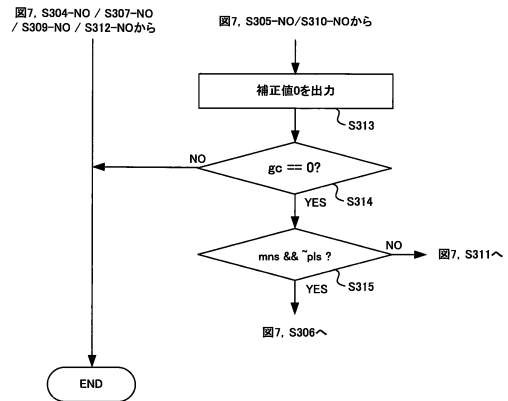 図7, S304-NO / S307-NO
/ S309-NO / S312-NOから
図7, S305-NO/S310-NOから
補正値0を出力
S313
NO
gc == 0?
YES
S314
mns && ~pls ?
NO
図7, S311へ
YES
S315
図7, S306へ
END